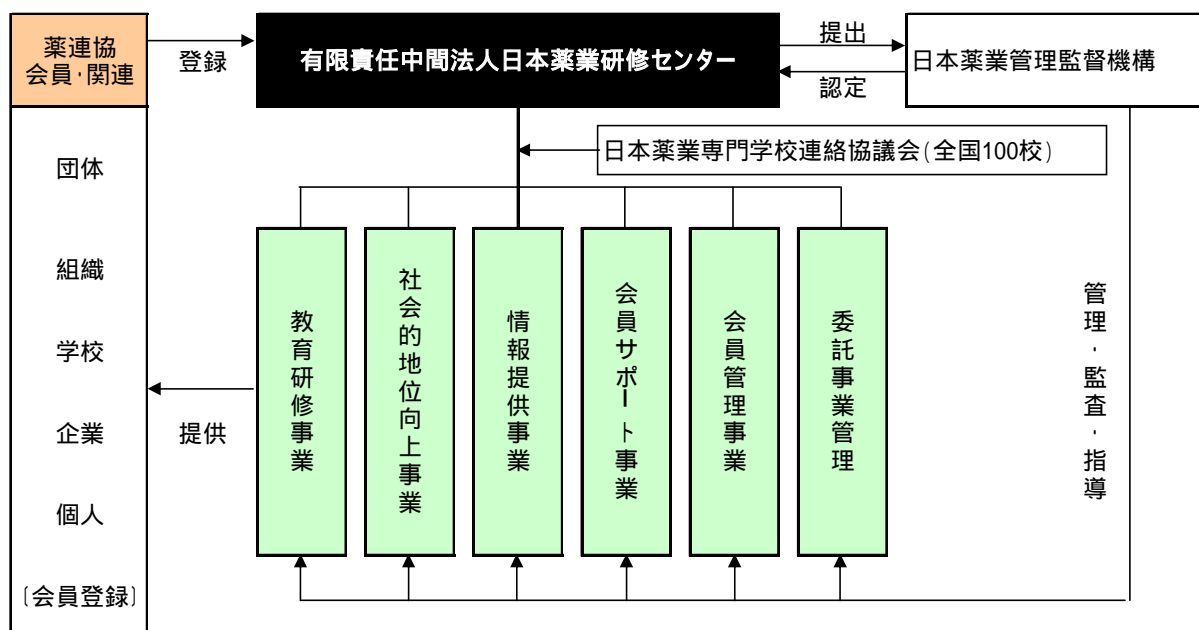 薬連協
会員・関連
登録
有限責任中間法人日本薬業研修センター
提出
認定
日本薬業管理監督機構
日本薬業専門学校連絡協議会(全国100校)
団体
組織
学校
企業
個人
〔会員登録〕
提供
教育研修事業
社会的地位向上事業
情報提供事業
会員サポート事業
会員管理事業
委託事業管理
管理・監査・指導